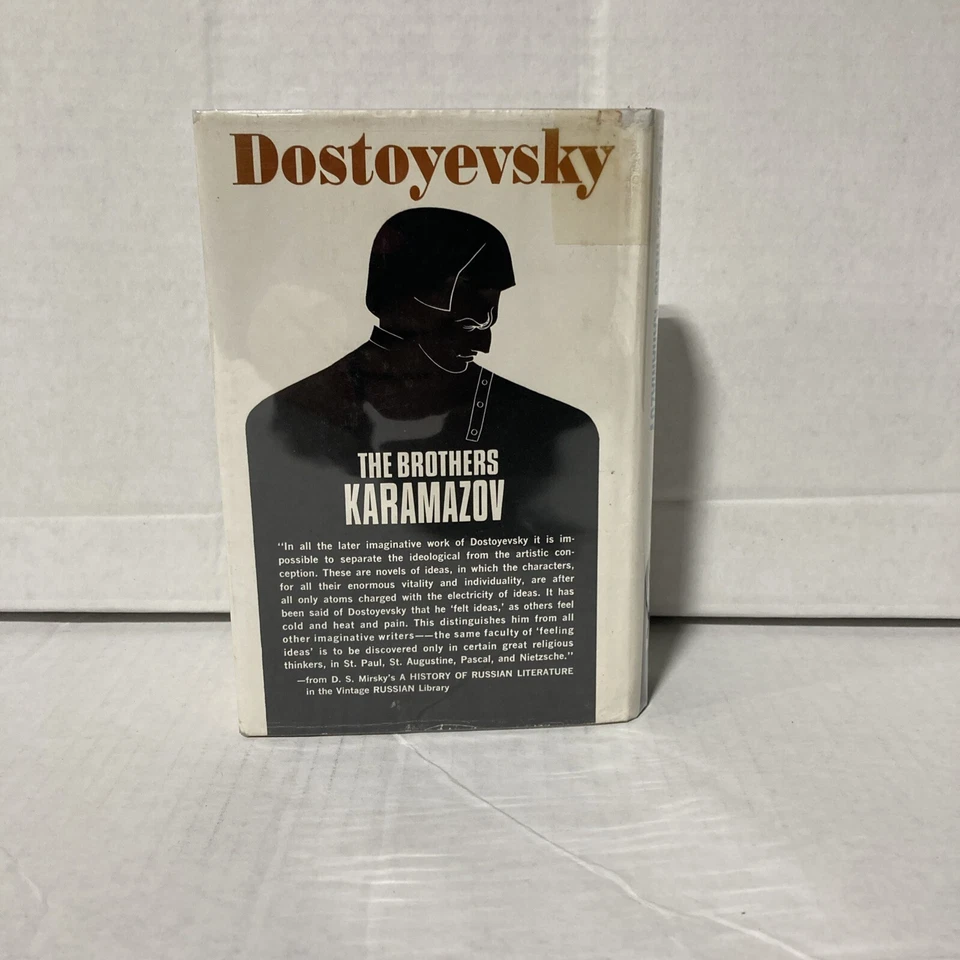 Dostoyevsky
THE BROTHERS
KARAMAZOV
"In all the later imaginative work of Dostoyevsky it is im-
possible to separate the ideological from the artistic con-
ception. These are novels of ideas, in which the characters,
for all their enormous vitality and individuality, are after
all only atoms charged with the electricity of ideas. It has
been said of Dostoyevsky that he 'felt ideas,' as others feel
cold and heat and pain. This distinguishes him from all
other imaginative writers——the same faculty of 'feeling
ideas' is to be discovered only in certain great religious
thinkers, in St. Paul, St. Augustine, Pascal, and Nietzsche."
—from D. S. Mirsky's A HISTORY OF RUSSIAN LITERATURE
in the Vintage RUSSIAN Library